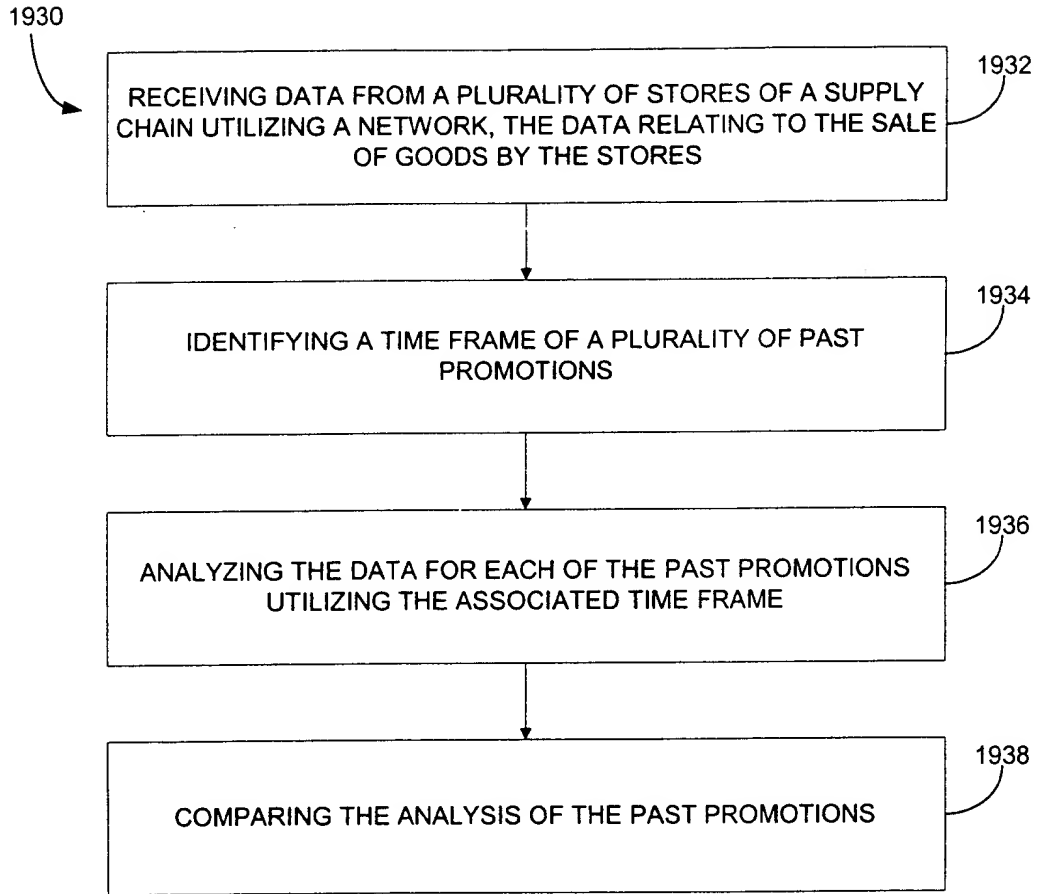 1930
1932
RECEIVING DATA FROM A PLURALITY OF STORES OF A SUPPLY
CHAIN UTILIZING A NETWORK, THE DATA RELATING TO THE SALE
OF GOODS BY THE STORES
1934
IDENTIFYING A TIME FRAME OF A PLURALITY OF PAST
PROMOTIONS
1936
ANALYZING THE DATA FOR EACH OF THE PAST PROMOTIONS
UTILIZING THE ASSOCIATED TIME FRAME
1938
COMPARING THE ANALYSIS OF THE PAST PROMOTIONS